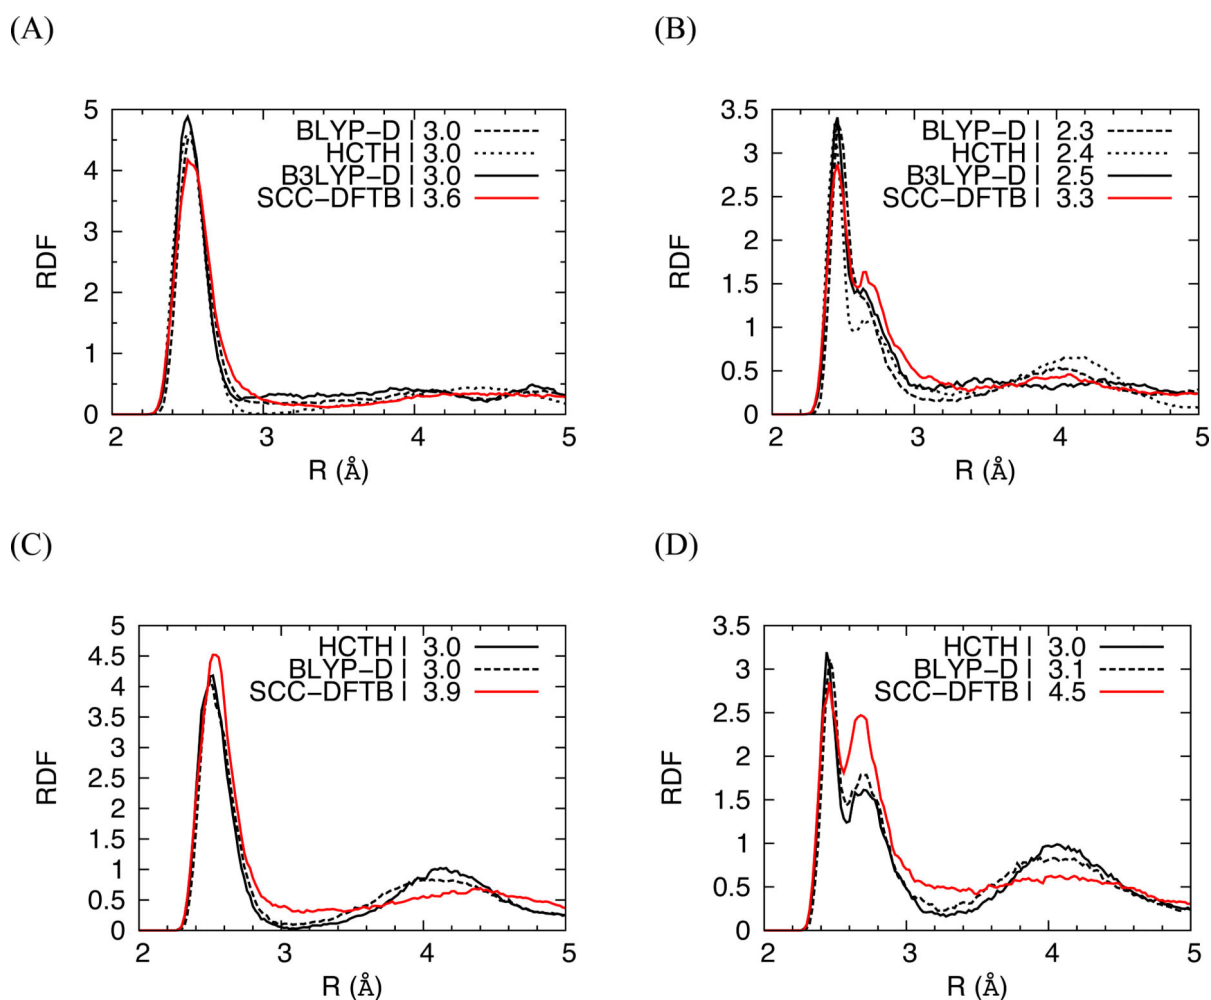 (A)
(B)
BLYP-D | 3.0
HCTH | 3.0
B3LYP-D | 3.0
SCC-DFTB | 3.6
5
4
3
2
1
0
RDF
2 3 4 5
R (Å)
BLYP-D | 2.3
HCTH | 2.4
B3LYP-D | 2.5
SCC-DFTB | 3.3
3.5
3
2.5
2
1.5
1
0.5
0
RDF
2 3 4 5
R (Å)
(C)
(D)
HCTH | 3.0
BLYP-D | 3.0
SCC-DFTB | 3.9
5
4.5
4
3.5
3
2.5
2
1.5
1
0.5
0
RDF
2 3 4 5
R (Å)
HCTH | 3.0
BLYP-D | 3.1
SCC-DFTB | 4.5
3.5
3
2.5
2
1.5
1
0.5
0
RDF
2 3 4 5
R (Å)